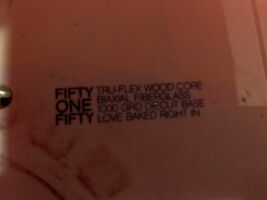 FIFTY TRU-FLEX WOOD CORE
ONE BIAXIAL FIBERGLASS
FIFTY 1000 GRD DIECUT BASE
LOVE BAKED RIGHT IN